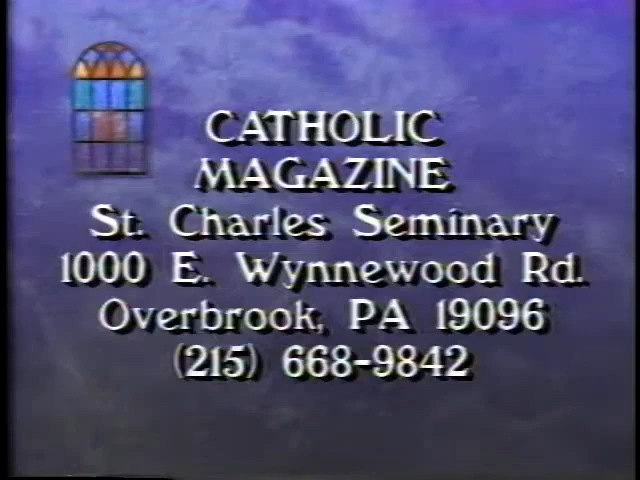 CATHOLIC
MAGAZINE
St. Charles Seminary
1000 E. Wynnewood Rd.
Overbrook, PA 19096
(215) 668-9842